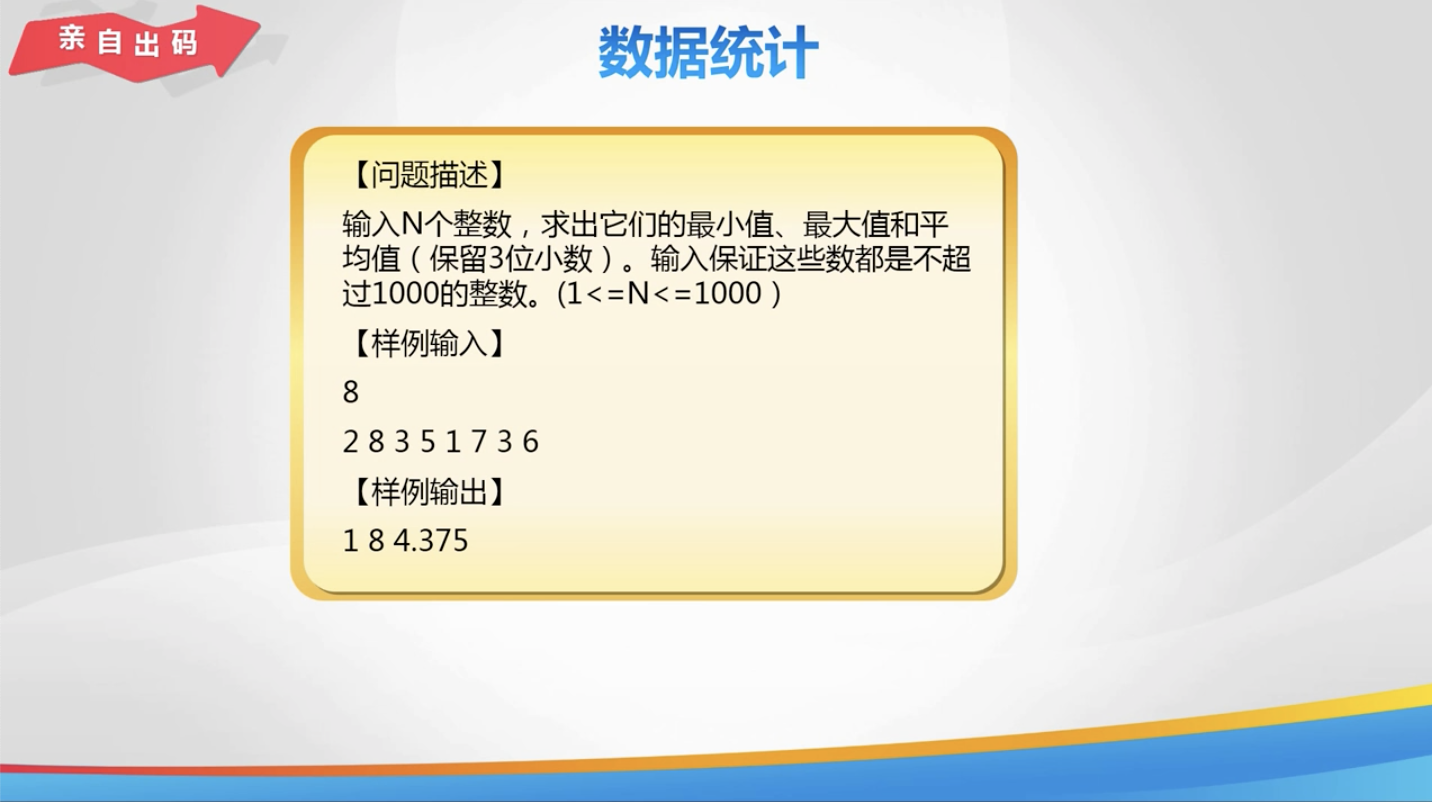 亲自出码
数据统计
【问题描述】
输入N个整数，求出它们的最小值、最大值和平
均值（保留3位小数）。输入保证这些数都是不超
过1000的整数。(1<=N<=1000 ）
【样例输入】
8
2 8 3 5 1 7 3 6
【样例输出】
1 8 4.375